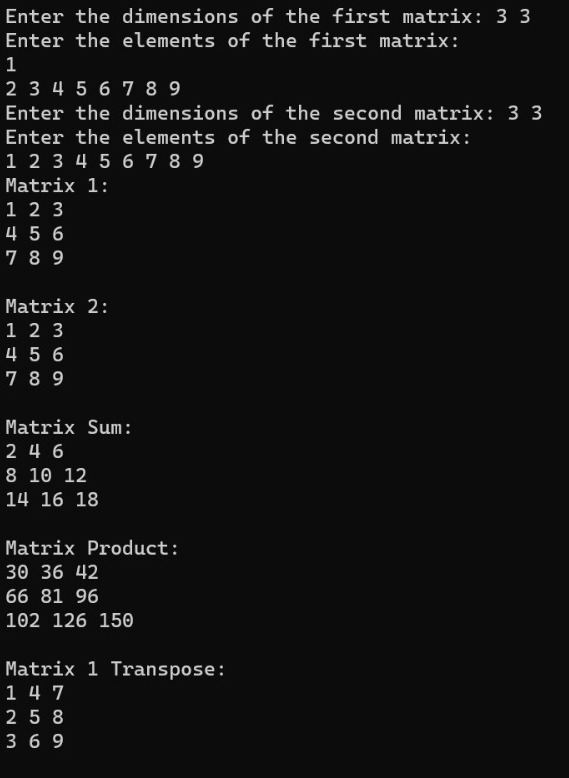 Enter the dimensions of the first matrix: 3 3
Enter the elements of the first matrix:
1
2 3 4 5 6 7 8 9
Enter the dimensions of the second matrix: 3 3
Enter the elements of the second matrix:
1 2 3 4 5 6 7 8 9
Matrix 1:
1 2 3
4 5 6
7 8 9

Matrix 2:
1 2 3
4 5 6
7 8 9

Matrix Sum:
2 4 6
8 10 12
14 16 18

Matrix Product:
30 36 42
66 81 96
102 126 150

Matrix 1 Transpose:
1 4 7
2 5 8
3 6 9